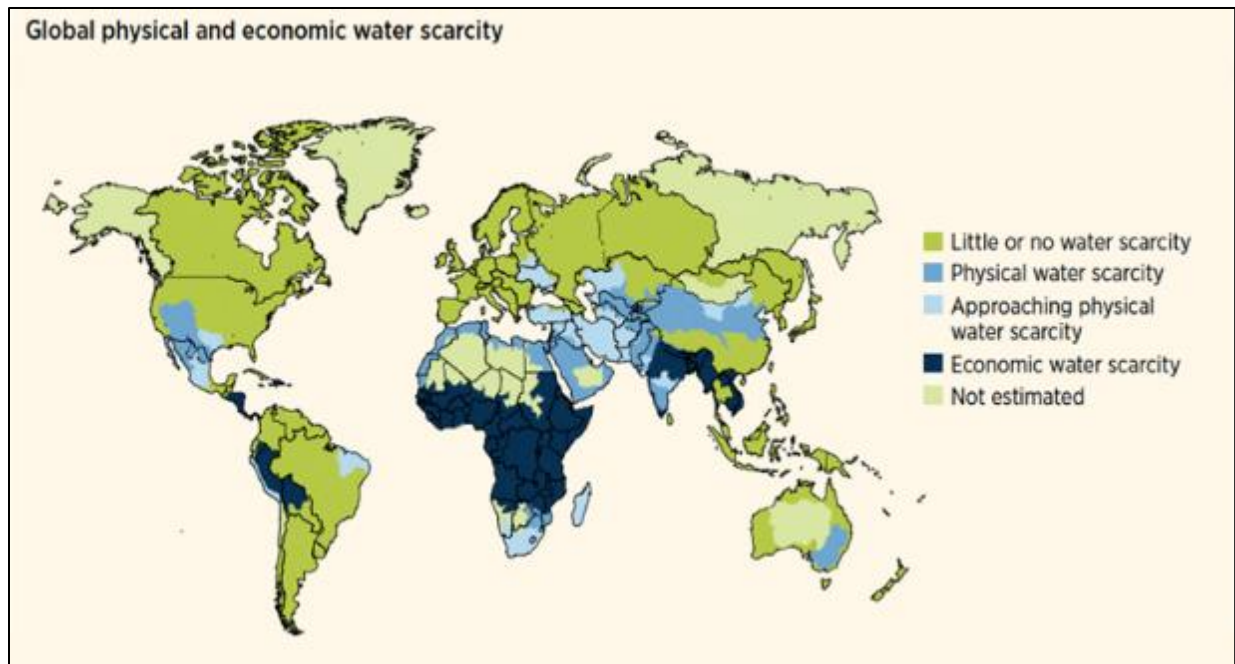 Global physical and economic water scarcity
Little or no water scarcity
Physical water scarcity
Approaching physical
water scarcity
Economic water scarcity
Not estimated